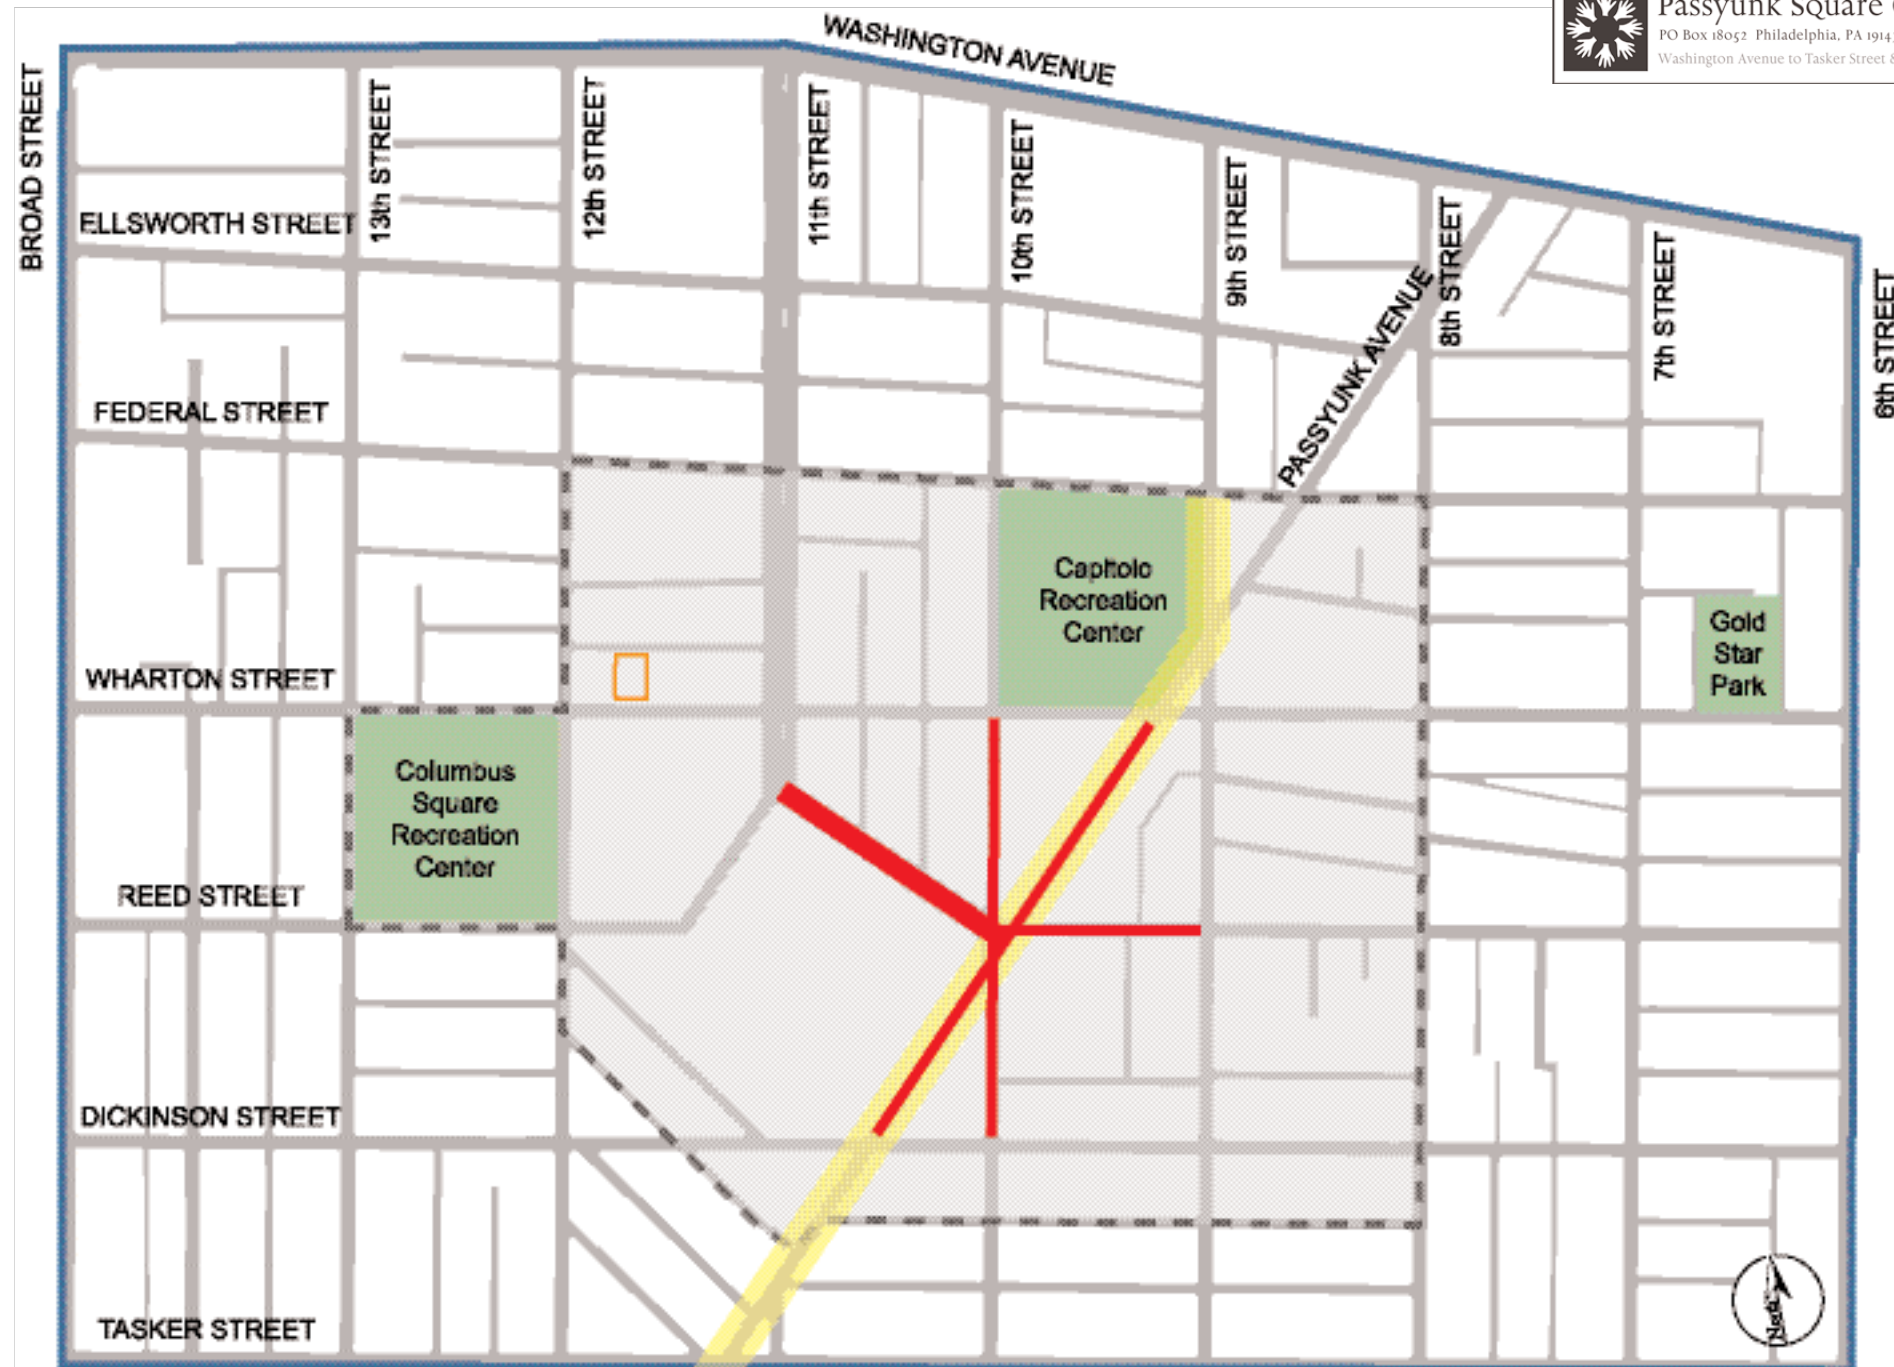 Passyunk Square
PO Box 18052 Philadelphia, PA
Washington Avenue to Tasker Street &
WASHINGTON AVENUE
BROAD STREET
13th STREET
12th STREET
11th STREET
10th STREET
9th STREET
8th STREET
7th STREET
6th STREET
PASSYUNK AVENUE
ELLSWORTH STREET
FEDERAL STREET
WHARTON STREET
REED STREET
DICKINSON STREET
TASKER STREET
Capitolo
Recreation
Center
Gold
Star
Park
Columbus
Square
Recreation
Center
North